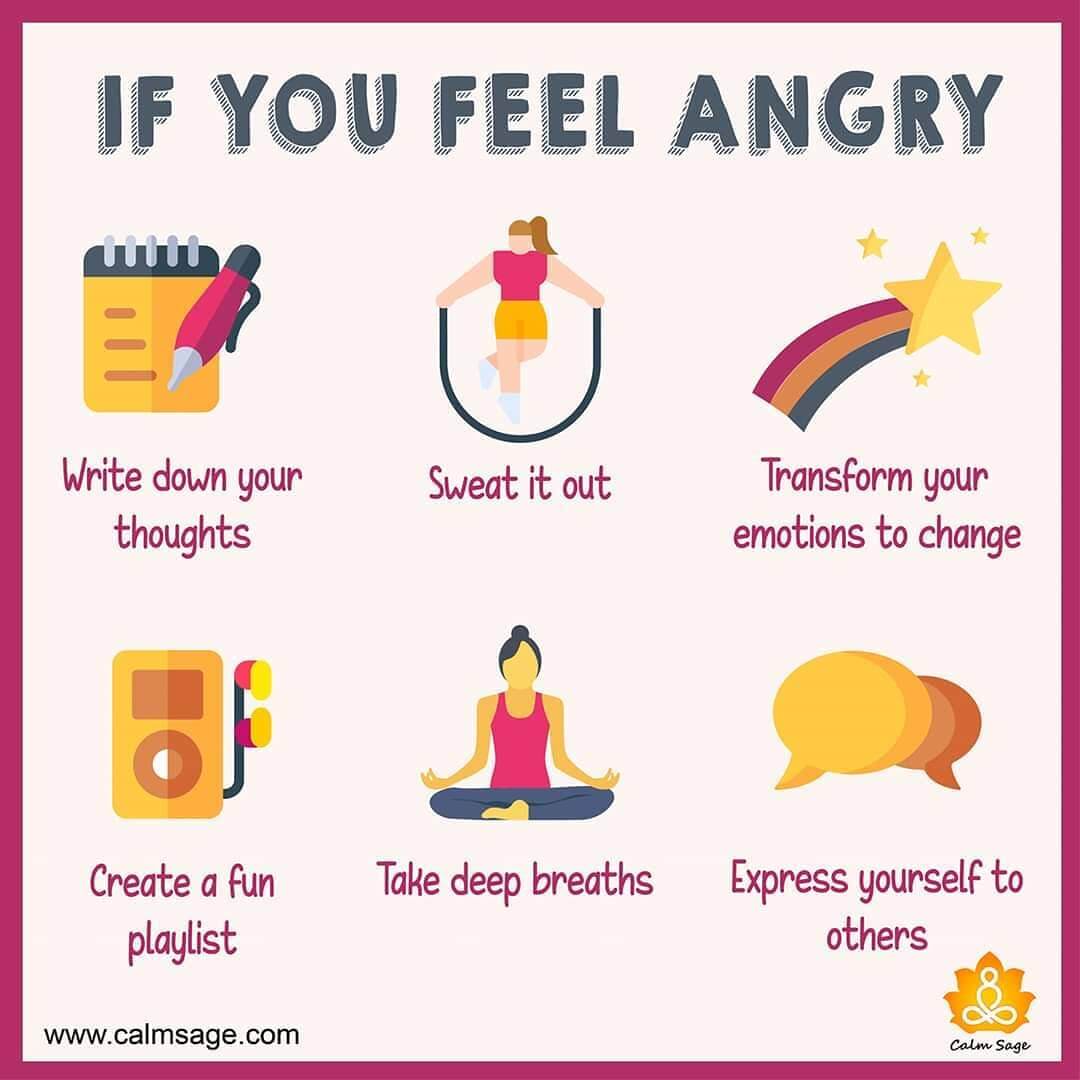 IF YOU FEEL ANGRY
Write down your
thoughts
Sweat it out
Transform your
emotions to change
Create a fun
playlist
Take deep breaths
Express yourself to
others
www.calmsage.com
Calm Sage